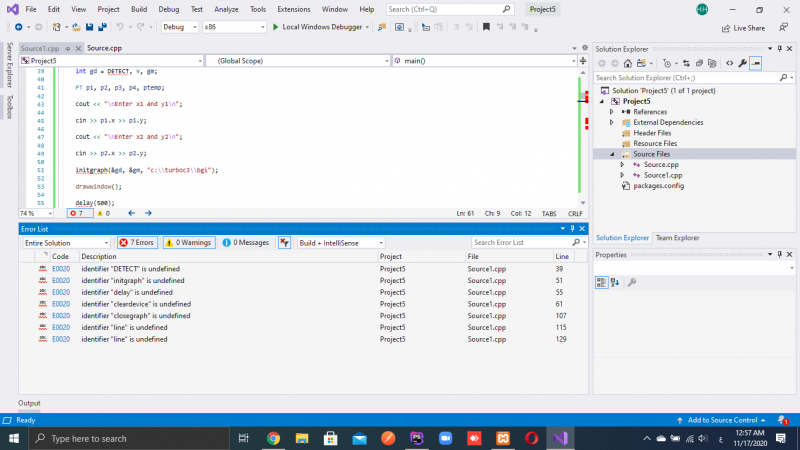 File Edit View Git Project Build Debug Test Analyze Tools Extensions Window Help Search (Ctrl+Q) Project5 HH
Debug x86 Local Windows Debugger Live Share
Server Explorer
Toolbox
Source1.cpp Source.cpp
Project5 (Global Scope) main()
39 int gd = DETECT, v, gm;
40
41 PT p1, p2, p3, p4, ptemp;
42
43 cout << "\nEnter x1 and y1\n";
44
45 cin >> p1.x >> p1.y;
46
47 cout << "\nEnter x2 and y2\n";
48
49 cin >> p2.x >> p2.y;
50
51 initgraph(&gd, &gm, "c:\\turboc3\\bgi");
52
53 drawwindow();
54
55 delay(500);
74 % 7 0 Ln: 61 Ch: 9 Col: 12 TABS CRLF
Error List
Entire Solution 7 Errors 0 Warnings 0 Messages Build + IntelliSense Search Error List
Code Description Project File Line
abc E0020 identifier "DETECT" is undefined Project5 Source1.cpp 39
abc E0020 identifier "initgraph" is undefined Project5 Source1.cpp 51
abc E0020 identifier "delay" is undefined Project5 Source1.cpp 55
abc E0020 identifier "cleardevice" is undefined Project5 Source1.cpp 61
abc E0020 identifier "closegraph" is undefined Project5 Source1.cpp 107
abc E0020 identifier "line" is undefined Project5 Source1.cpp 115
abc E0020 identifier "line" is undefined Project5 Source1.cpp 129
Solution Explorer
Search Solution Explorer (Ctrl+;)
Solution 'Project5' (1 of 1 project)
Project5
References
External Dependencies
Header Files
Resource Files
Source Files
Source.cpp
Source1.cpp
packages.config
Solution Explorer Team Explorer
Properties
Output
Ready Add to Source Control 1
Type here to search PS ع 12:57 AM
11/17/2020